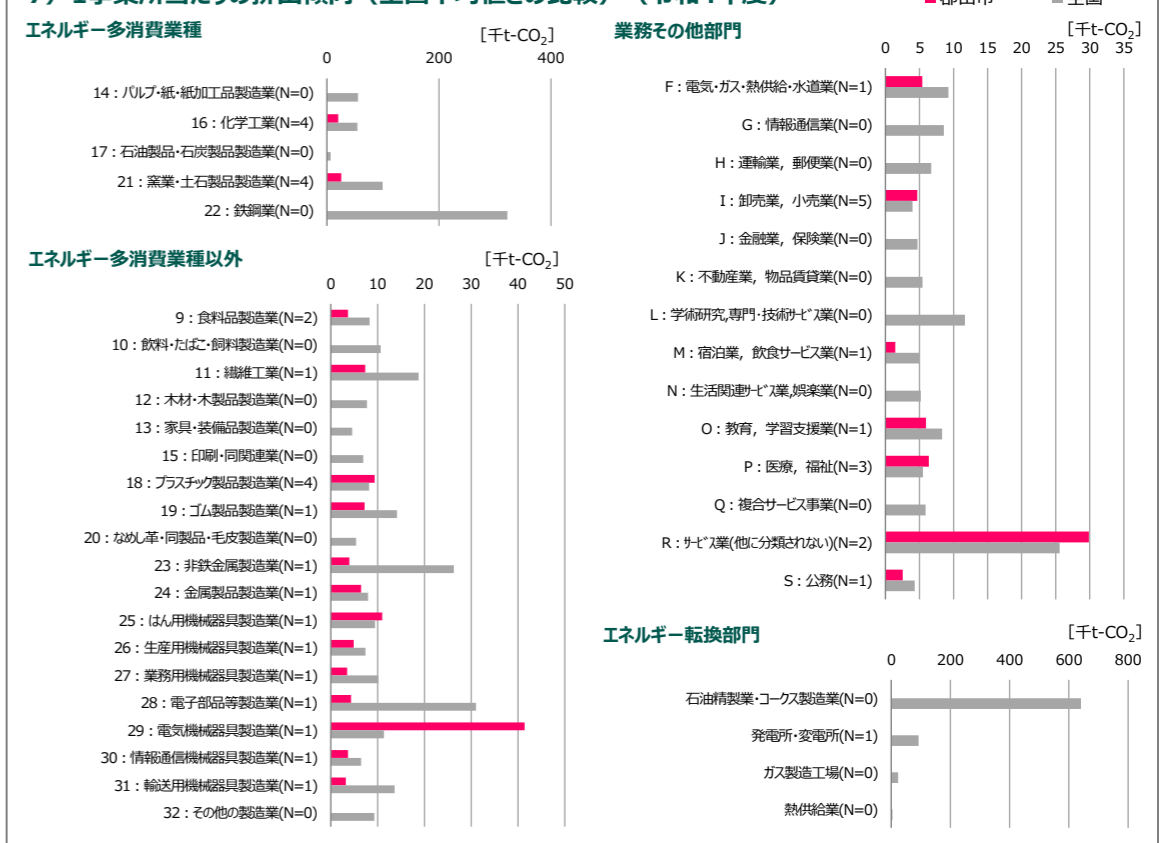 エネルギー多消費業種
[千t-CO₂]
0 200 400
14：パルプ・紙・紙加工品製造業(N=0)
16：化学工業(N=4)
17：石油製品・石炭製品製造業(N=0)
21：窯業・土石製品製造業(N=4)
22：鉄鋼業(N=0)
エネルギー多消費業種以外
[千t-CO₂]
0 10 20 30 40 50
9：食料品製造業(N=2)
10：飲料・たばこ・飼料製造業(N=0)
11：繊維工業(N=1)
12：木材・木製品製造業(N=0)
13：家具・装備品製造業(N=0)
15：印刷・同関連業(N=0)
18：プラスチック製品製造業(N=4)
19：ゴム製品製造業(N=1)
20：なめし革・同製品・毛皮製造業(N=0)
23：非鉄金属製造業(N=1)
24：金属製品製造業(N=1)
25：はん用機械器具製造業(N=1)
26：生産用機械器具製造業(N=1)
27：業務用機械器具製造業(N=1)
28：電子部品等製造業(N=1)
29：電気機械器具製造業(N=1)
30：情報通信機械器具製造業(N=1)
31：輸送用機械器具製造業(N=1)
32：その他の製造業(N=0)
業務その他部門
[千t-CO₂]
0 5 10 15 20 25 30 35
F：電気・ガス・熱供給・水道業(N=1)
G：情報通信業(N=0)
H：運輸業，郵便業(N=0)
I：卸売業，小売業(N=5)
J：金融業，保険業(N=0)
K：不動産業，物品賃貸業(N=0)
L：学術研究,専門・技術ｻｰﾋﾞｽ業(N=0)
M：宿泊業，飲食サービス業(N=1)
N：生活関連ｻｰﾋﾞｽ業,娯楽業(N=0)
O：教育，学習支援業(N=1)
P：医療，福祉(N=3)
Q：複合サービス事業(N=0)
R：ｻｰﾋﾞｽ業(他に分類されない)(N=2)
S：公務(N=1)
エネルギー転換部門
[千t-CO₂]
0 200 400 600 800
石油精製業・コークス製造業(N=0)
発電所・変電所(N=1)
ガス製造工場(N=0)
熱供給業(N=0)